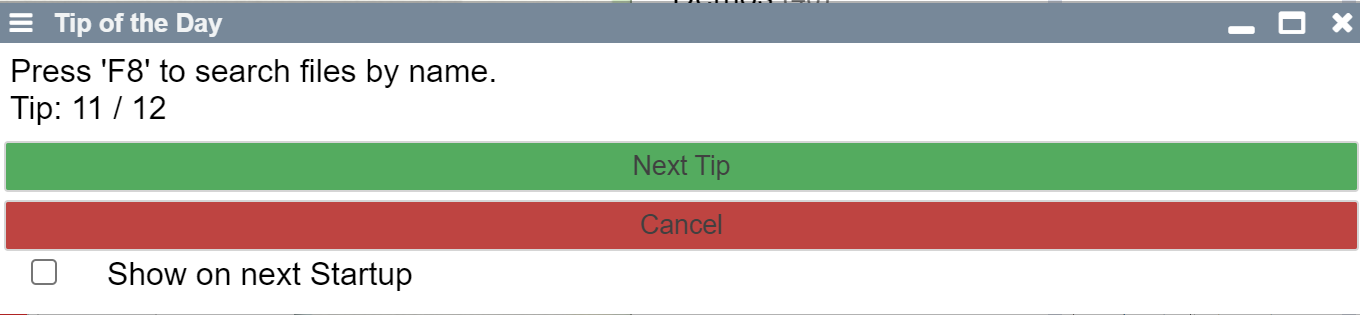 Tip of the Day
Press 'F8' to search files by name.
Tip: 11 / 12
Next Tip
Cancel
Show on next Startup